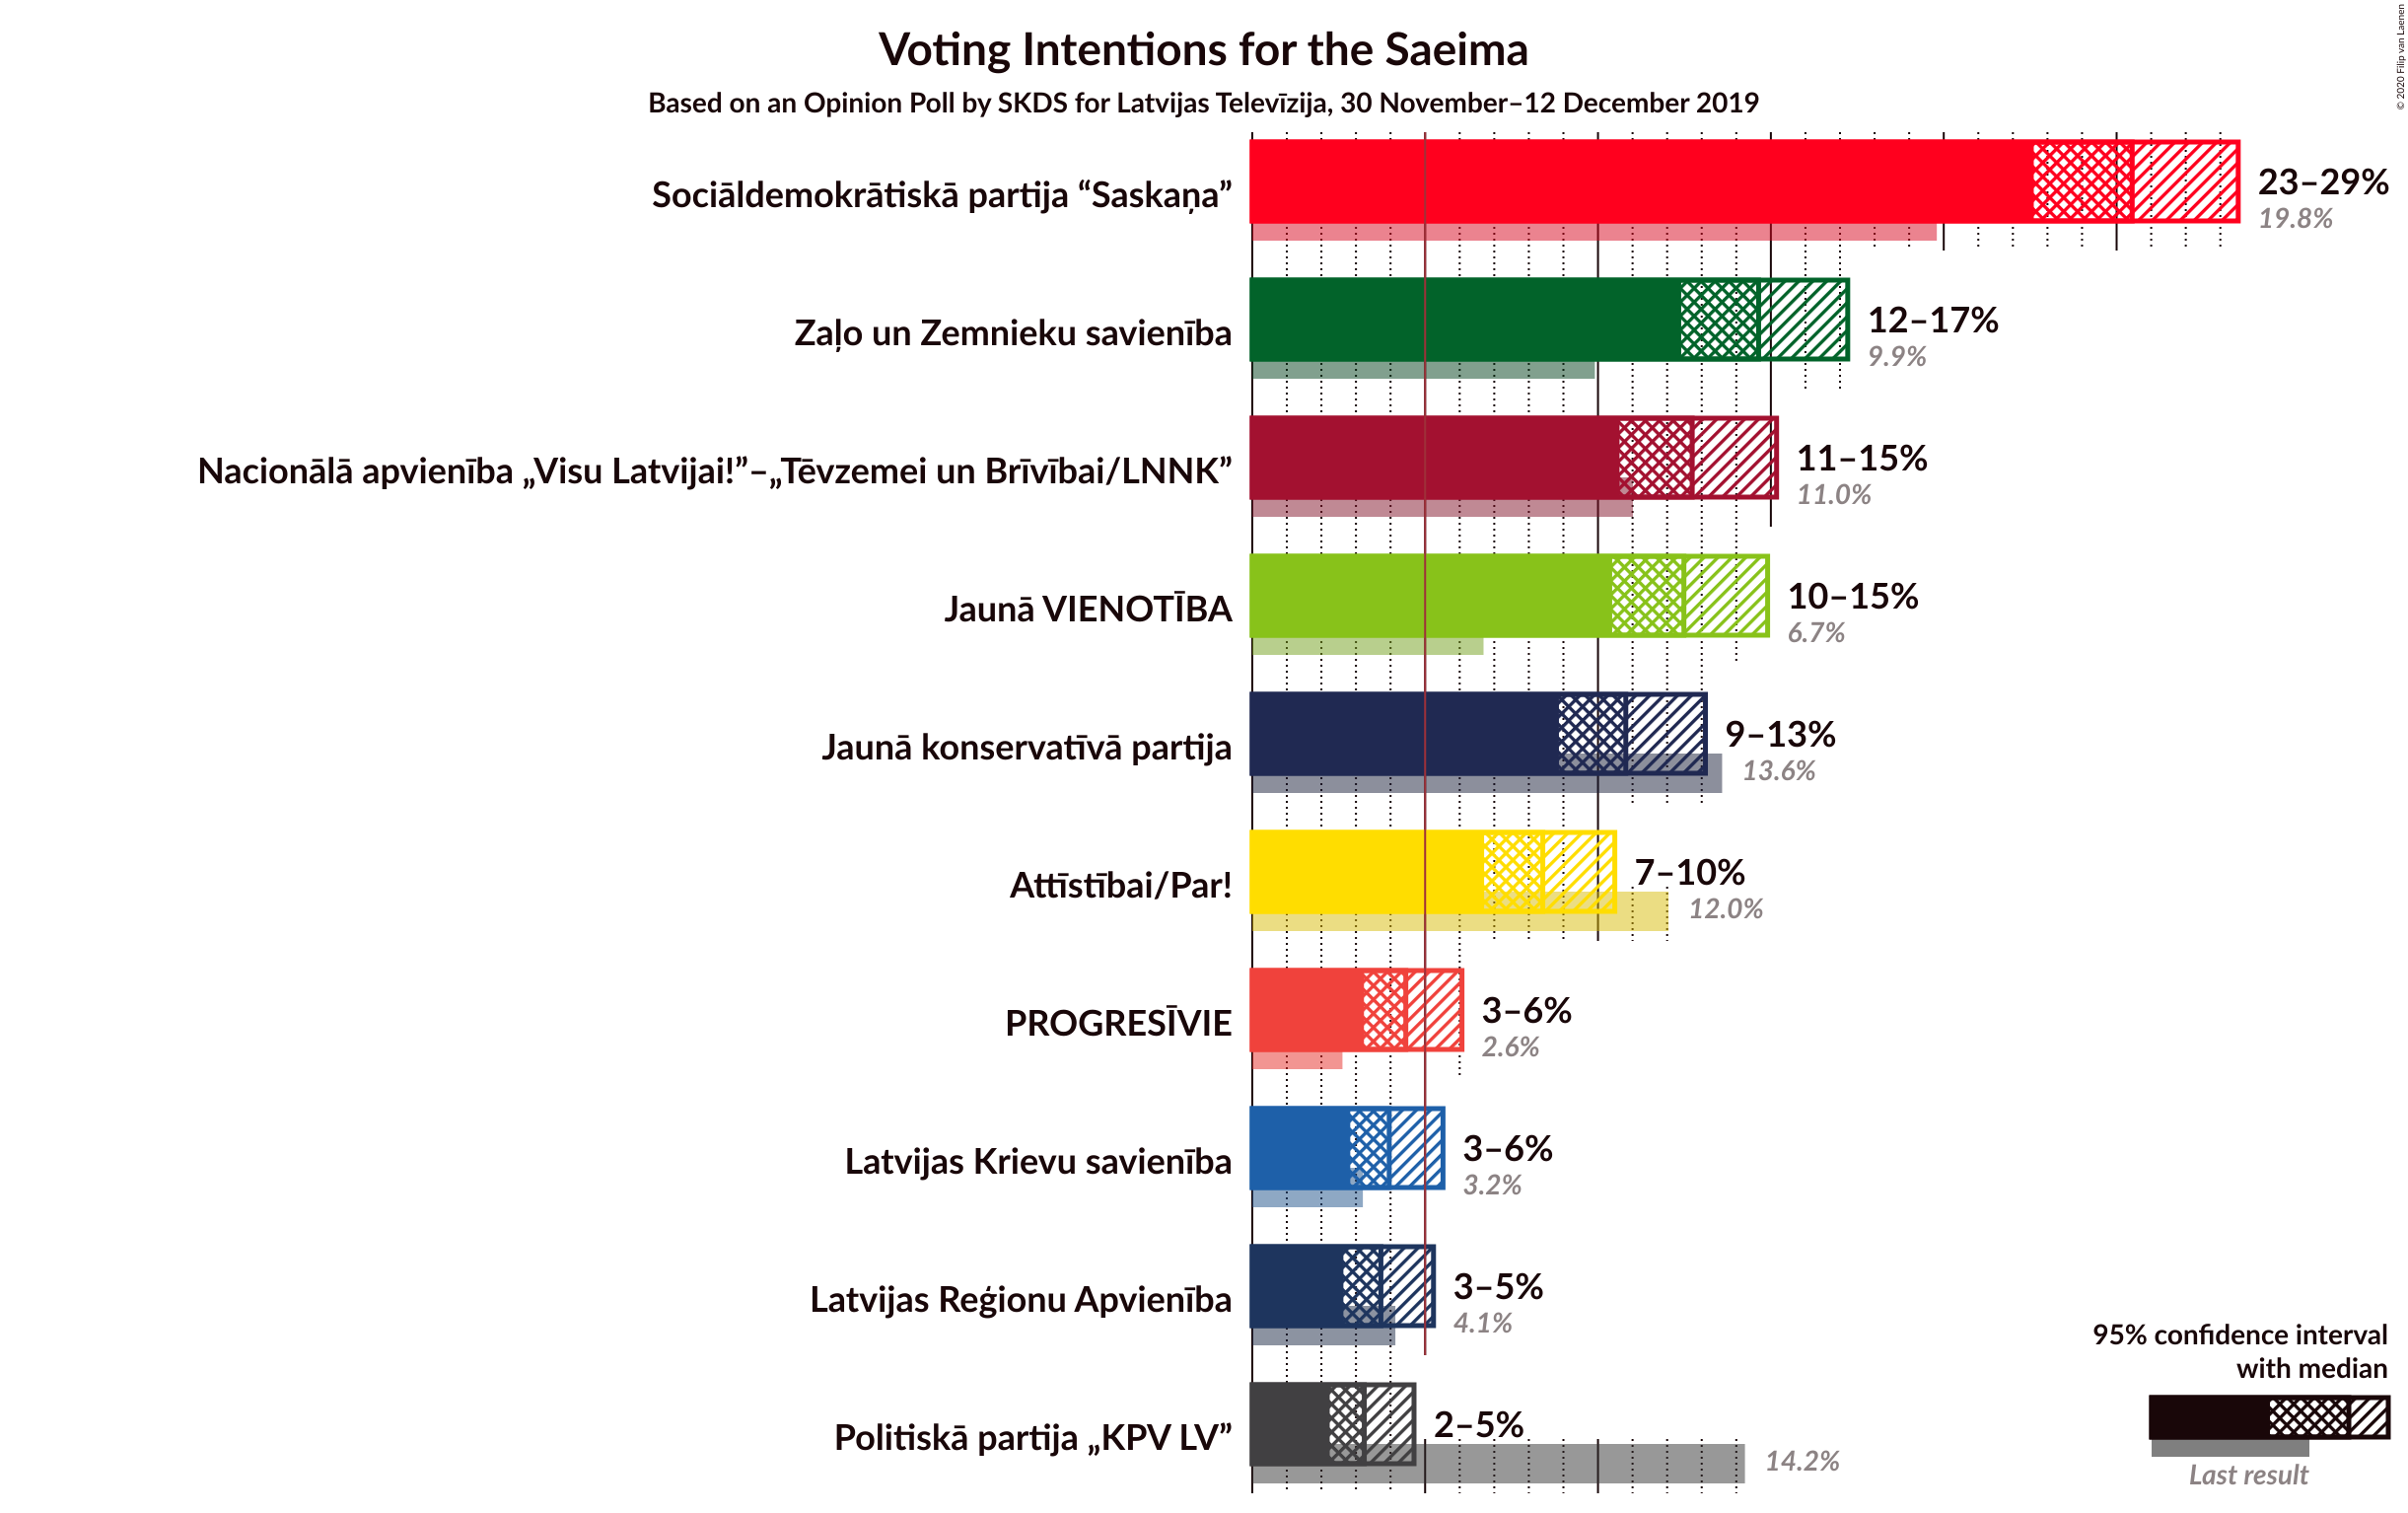 Voting Intentions for the Saeima
Based on an Opinion Poll by SKDS for Latvijas Televīzija, 30 November–12 December 2019
© 2020 Filip van Laenen
Sociāldemokrātiskā partija “Saskaņa”
23–29%
19.8%
Zaļo un Zemnieku savienība
12–17%
9.9%
Nacionālā apvienība „Visu Latvijai!”–„Tēvzemei un Brīvībai/LNNK”
11–15%
11.0%
Jaunā VIENOTĪBA
10–15%
6.7%
Jaunā konservatīvā partija
9–13%
13.6%
Attīstībai/Par!
7–10%
12.0%
PROGRESĪVIE
3–6%
2.6%
Latvijas Krievu savienība
3–6%
3.2%
Latvijas Reģionu Apvienība
3–5%
4.1%
Politiskā partija „KPV LV”
2–5%
14.2%
95% confidence interval
with median
Last result